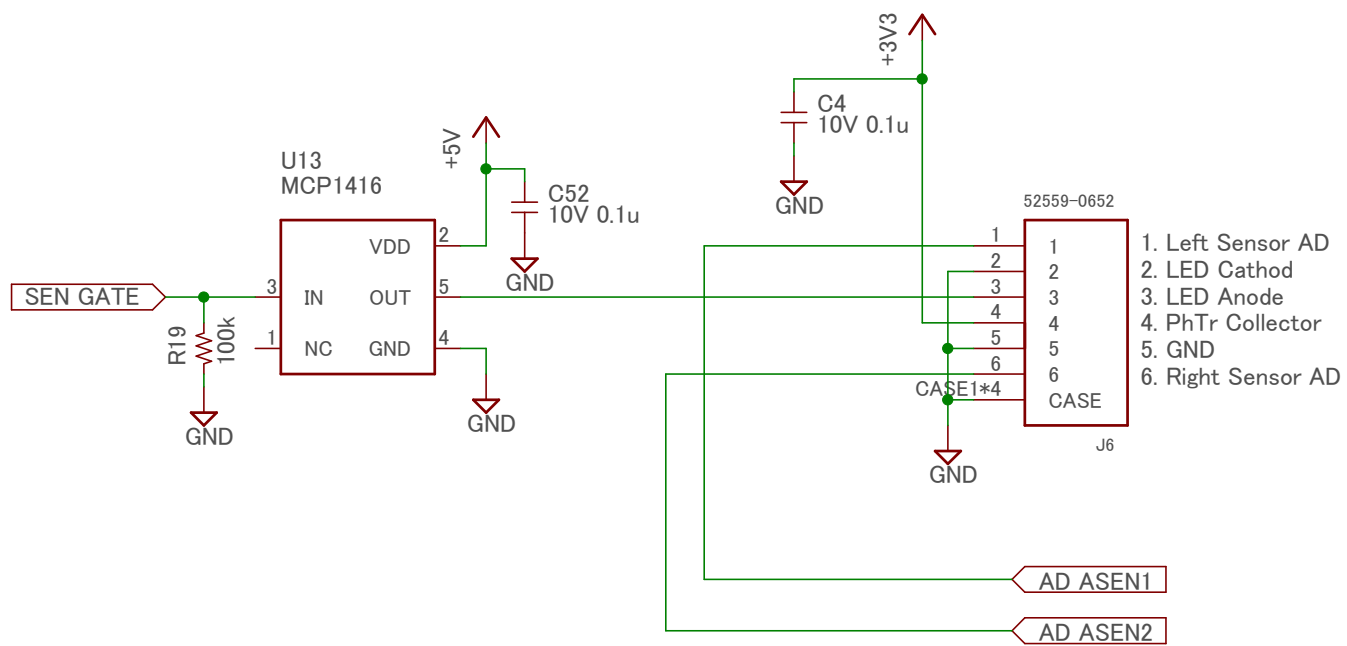 +3V3
C4
10V 0.1u
GND
+5V
U13
MCP1416
C52
10V 0.1u
GND
VDD
2
SEN GATE
3
IN
OUT
5
R19
100k
1
NC
GND
4
GND
GND
52559-0652
1
1
1. Left Sensor AD
2
2
2. LED Cathod
3
3
3. LED Anode
4
4
4. PhTr Collector
5
5
5. GND
6
6
6. Right Sensor AD
CASE1*4
CASE
J6
GND
AD ASEN1
AD ASEN2